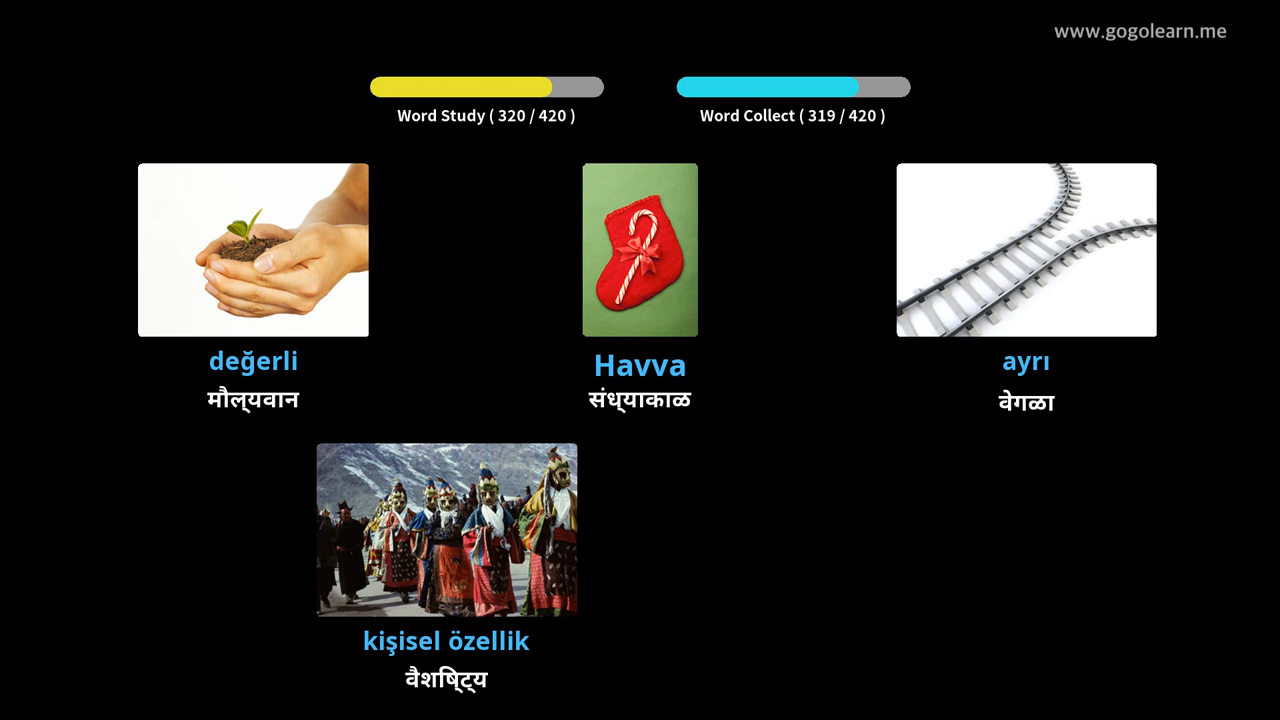 www.gogolearn.me
Word Study ( 320 / 420 )
Word Collect ( 319 / 420 )
değerli
Havva
ayrı
मौल्यवान
संध्याकाळ
वेगळा
kişisel özellik
वैशिष्ट्य